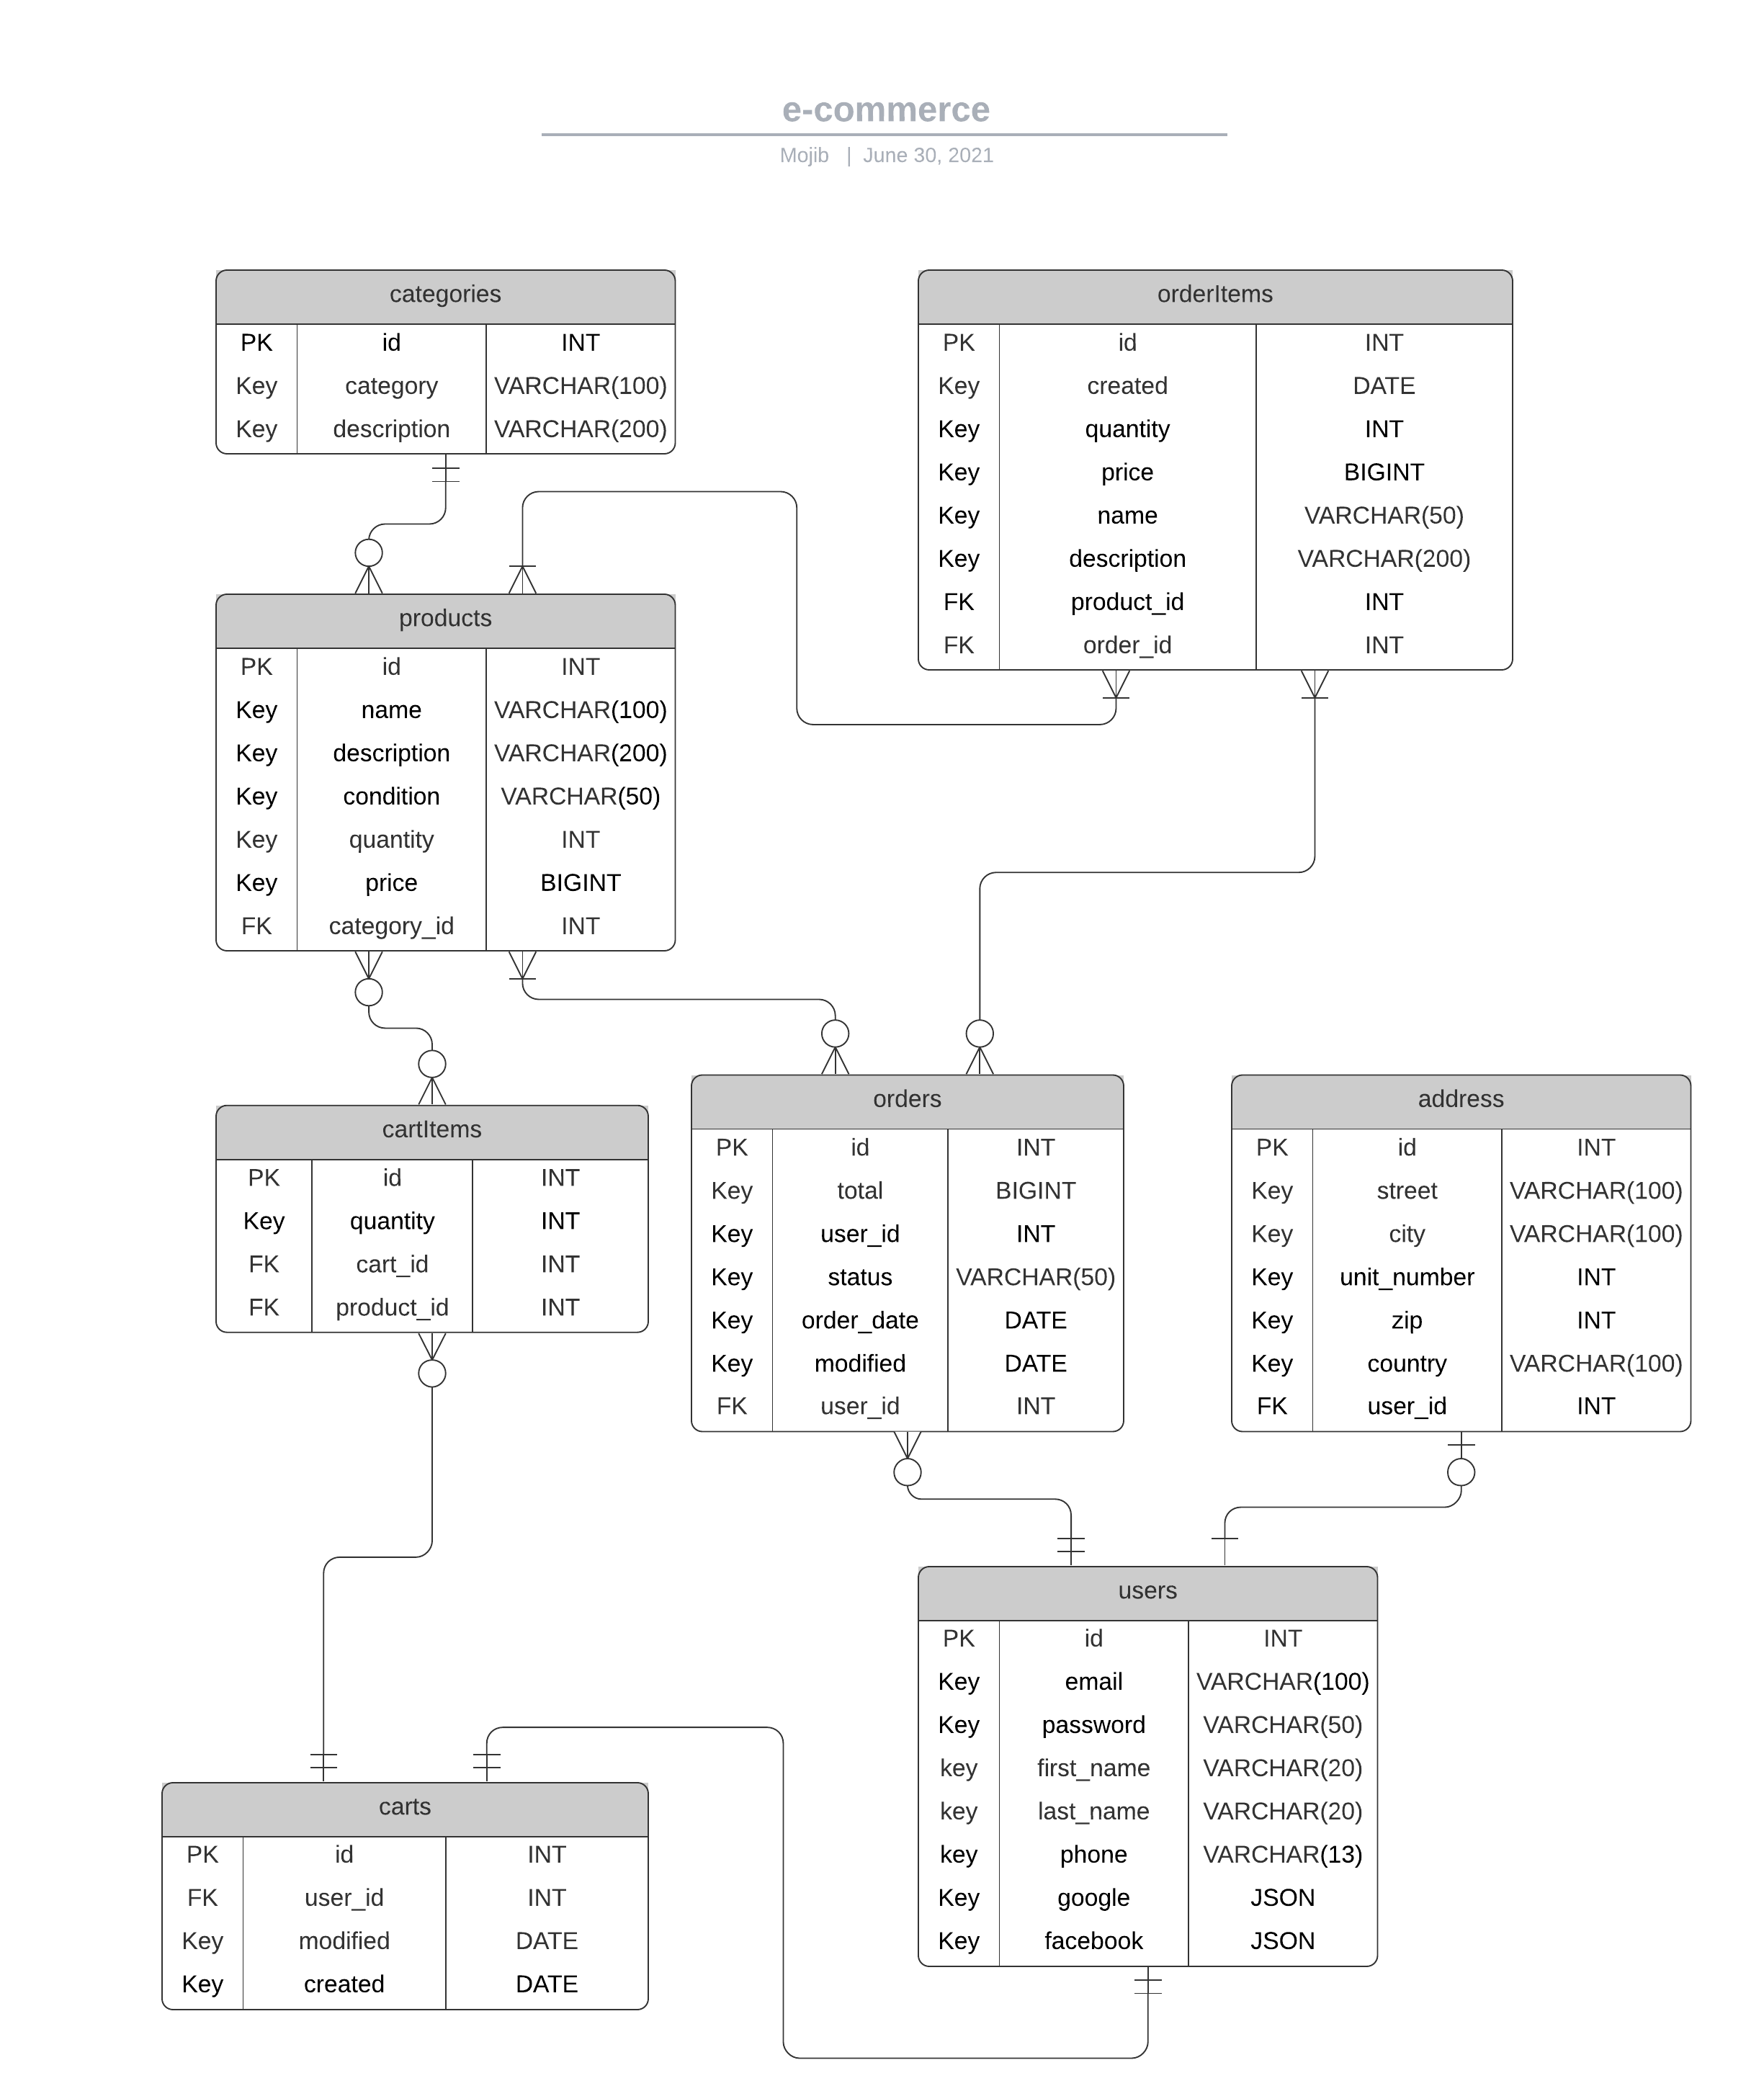 e-commerce
Mojib | June 30, 2021
categories
PK id INT
Key category VARCHAR(100)
Key description VARCHAR(200)
orderItems
PK id INT
Key created DATE
Key quantity INT
Key price BIGINT
Key name VARCHAR(50)
Key description VARCHAR(200)
FK product_id INT
FK order_id INT
products
PK id INT
Key name VARCHAR(100)
Key description VARCHAR(200)
Key condition VARCHAR(50)
Key quantity INT
Key price BIGINT
FK category_id INT
cartItems
PK id INT
Key quantity INT
FK cart_id INT
FK product_id INT
orders
PK id INT
Key total BIGINT
Key user_id INT
Key status VARCHAR(50)
Key order_date DATE
Key modified DATE
FK user_id INT
address
PK id INT
Key street VARCHAR(100)
Key city VARCHAR(100)
Key unit_number INT
Key zip INT
Key country VARCHAR(100)
FK user_id INT
users
PK id INT
Key email VARCHAR(100)
Key password VARCHAR(50)
key first_name VARCHAR(20)
key last_name VARCHAR(20)
key phone VARCHAR(13)
Key google JSON
Key facebook JSON
carts
PK id INT
FK user_id INT
Key modified DATE
Key created DATE